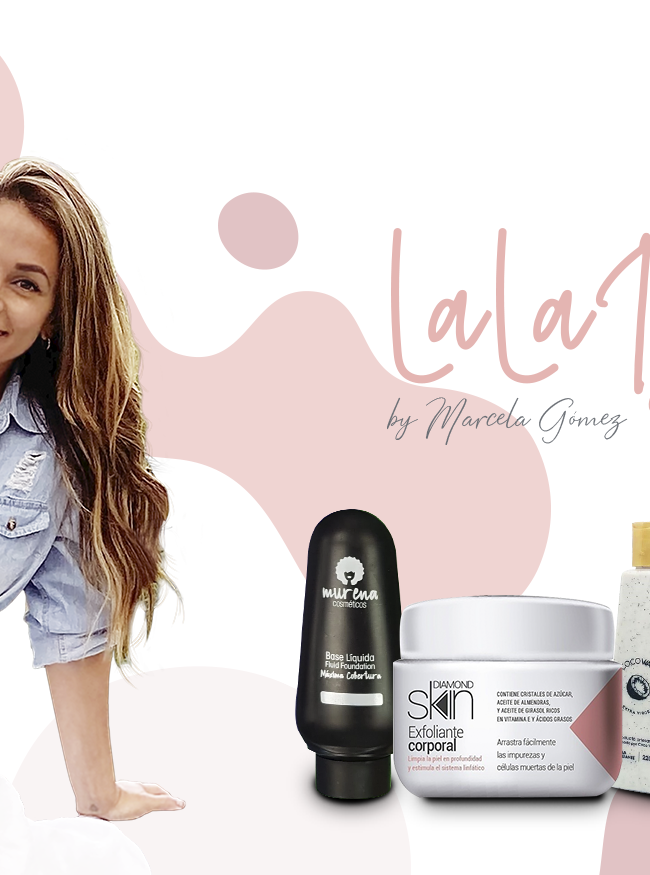 LaLa
by Marcela Gómez
murena
cosméticos
Base Líquida
Fluid Foundation
Máxima Cobertura
DIAMOND
SKIN
Exfoliante
corporal
Limpia la piel en profundidad
y estimula el sistema linfático
CONTIENE CRISTALES DE AZÚCAR,
ACEITE DE ALMENDRAS,
Y ACEITE DE GIRASOL RICOS
EN VITAMINA E Y ÁCIDOS GRASOS
Arrastra fácilmente
las impurezas y
células muertas de la piel